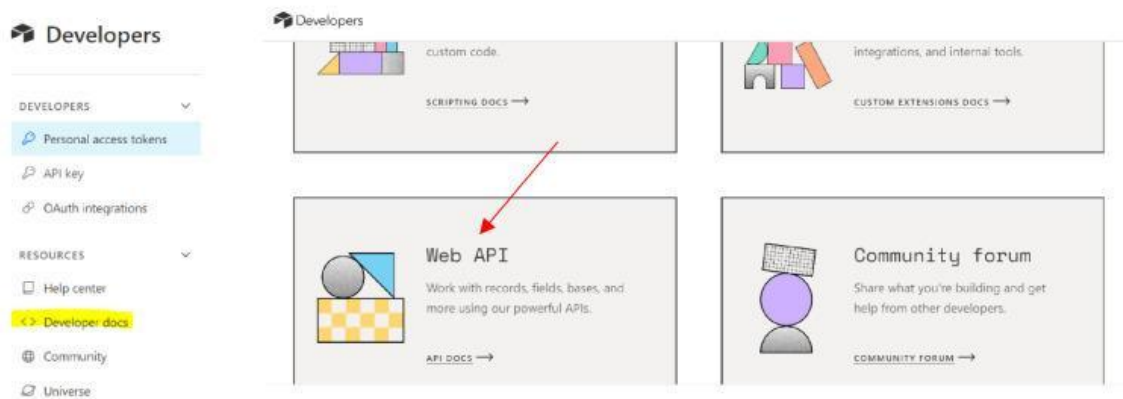 Developers
DEVELOPERS
Personal access tokens
API key
OAuth integrations
RESOURCES
Help center
<> Developer docs
Community
Universe
Developers
custom code.
SCRIPTING DOCS →
integrations, and internal tools.
CUSTOM EXTENSIONS DOCS →
Web API
Work with records, fields, bases, and
more using our powerful APIs.
API DOCS →
Community forum
Share what you're building and get
help from other developers.
COMMUNITY FORUM →